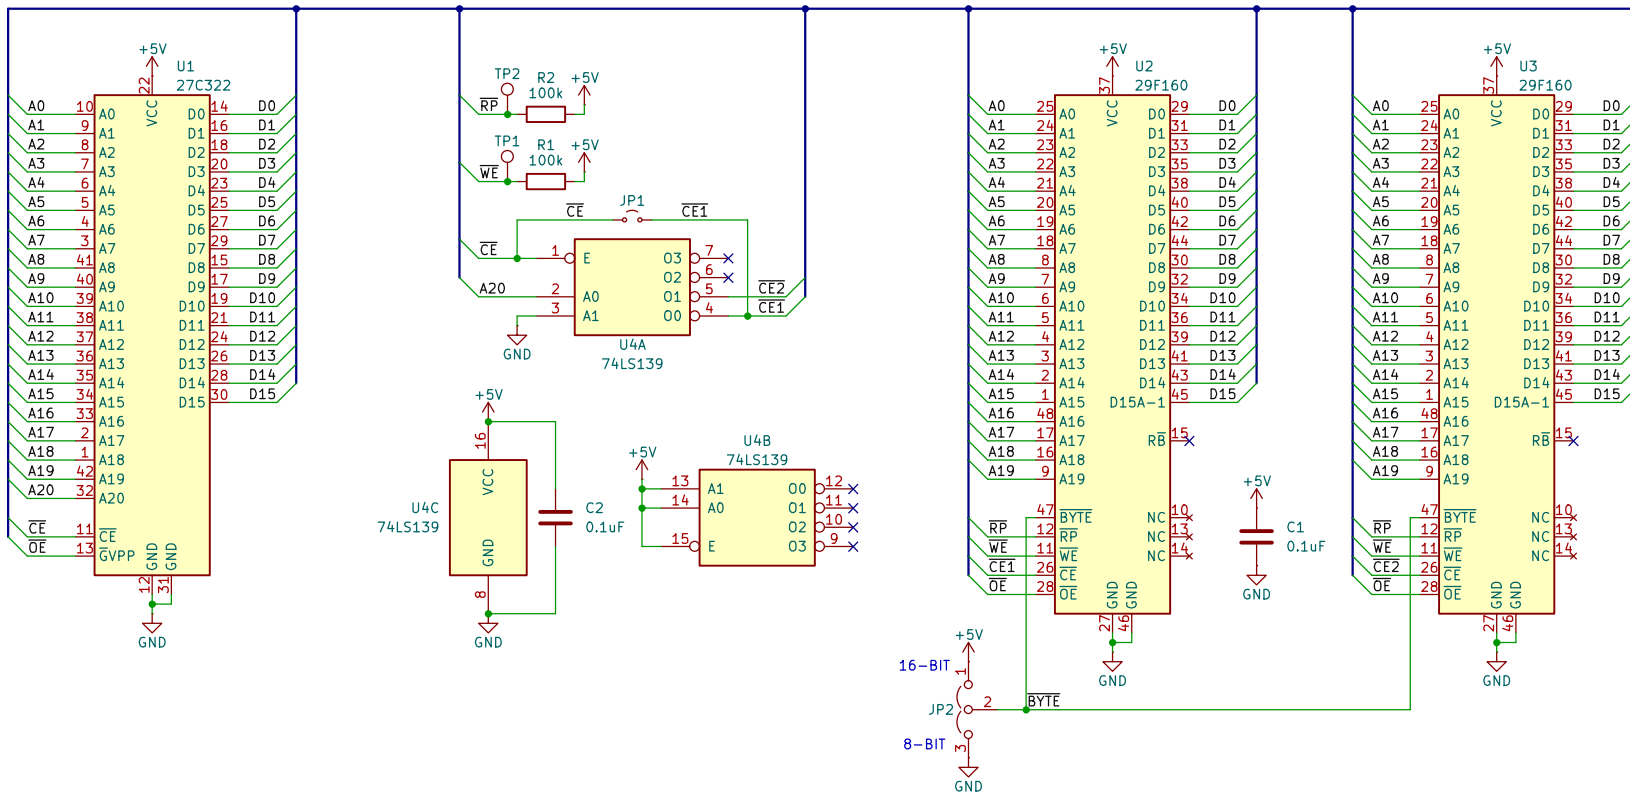 +5V
U1
27C322
22
VCC
A0 10 A0 D0 14 D0
A1 9 A1 D1 16 D1
A2 8 A2 D2 18 D2
A3 7 A3 D3 20 D3
A4 6 A4 D4 23 D4
A5 5 A5 D5 25 D5
A6 4 A6 D6 27 D6
A7 3 A7 D7 29 D7
A8 41 A8 D8 15 D8
A9 40 A9 D9 17 D9
A10 39 A10 D10 19 D10
A11 38 A11 D11 21 D11
A12 37 A12 D12 24 D12
A13 36 A13 D13 26 D13
A14 35 A14 D14 28 D14
A15 34 A15 D15 30 D15
A16 33 A16
A17 2 A17
A18 1 A18
A19 42 A19
A20 32 A20
CE 11 CE
OE 13 GVPP
GND GND
12 31
GND
TP2 R2 +5V
100k
RP
TP1 R1 +5V
100k
WE
CE JP1 CE1
CE 1 E O3 7
O2 6
A20 2 A0 O1 5 CE2
3 A1 O0 4 CE1
GND
U4A
74LS139
+5V
16
VCC
U4C
74LS139
GND
8
GND
C2
0.1uF
U4B
74LS139
+5V
13 A1 O0 12
14 A0 O1 11
O2 10
15 E O3 9
+5V
U2
29F160
37
VCC
A0 25 A0 D0 29 D0
A1 24 A1 D1 31 D1
A2 23 A2 D2 33 D2
A3 22 A3 D3 35 D3
A4 21 A4 D4 38 D4
A5 20 A5 D5 40 D5
A6 19 A6 D6 42 D6
A7 18 A7 D7 44 D7
A8 8 A8 D8 30 D8
A9 7 A9 D9 32 D9
A10 6 A10 D10 34 D10
A11 5 A11 D11 36 D11
A12 4 A12 D12 39 D12
A13 3 A13 D13 41 D13
A14 2 A14 D14 43 D14
A15 1 A15 D15A-1 45 D15
A16 48 A16
A17 17 A17 RB 15
A18 16 A18
A19 9 A19
47 BYTE NC 10
RP 12 RP NC 13
WE 11 WE NC 14
CE1 26 CE
OE 28 OE
GND GND
27 46
GND
+5V
C1
0.1uF
GND
+5V
16-BIT 1
JP2 2 BYTE
8-BIT 3
GND
+5V
U3
29F160
37
VCC
A0 25 A0 D0 29 D0
A1 24 A1 D1 31 D1
A2 23 A2 D2 33 D2
A3 22 A3 D3 35 D3
A4 21 A4 D4 38 D4
A5 20 A5 D5 40 D5
A6 19 A6 D6 42 D6
A7 18 A7 D7 44 D7
A8 8 A8 D8 30 D8
A9 7 A9 D9 32 D9
A10 6 A10 D10 34 D10
A11 5 A11 D11 36 D11
A12 4 A12 D12 39 D12
A13 3 A13 D13 41 D13
A14 2 A14 D14 43 D14
A15 1 A15 D15A-1 45 D15
A16 48 A16
A17 17 A17 RB 15
A18 16 A18
A19 9 A19
47 BYTE NC 10
RP 12 RP NC 13
WE 11 WE NC 14
CE2 26 CE
OE 28 OE
GND GND
27 46
GND